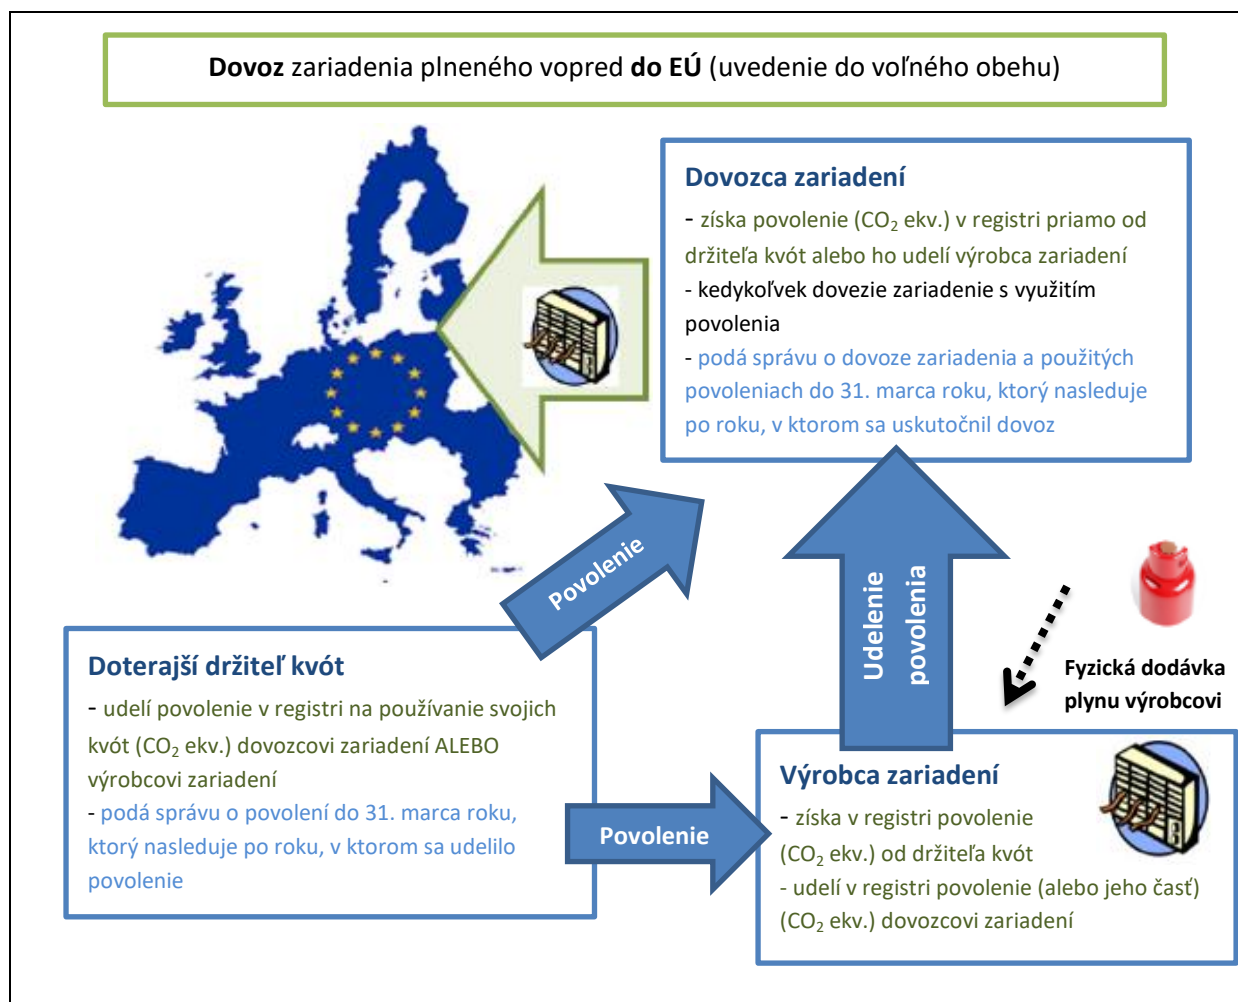 Dovoz zariadenia plneného vopred do EÚ (uvedenie do voľného obehu)
Dovozca zariadení
- získa povolenie (CO₂ ekv.) v registri priamo od
držiteľa kvót alebo ho udelí výrobca zariadení
- kedykoľvek dovezie zariadenie s využitím
povolenia
- podá správu o dovoze zariadenia a použitých
povoleniach do 31. marca roku, ktorý nasleduje
po roku, v ktorom sa uskutočnil dovoz
Povolenie
Udelenie
povolenia
Fyzická dodávka
plynu výrobcovi
Doterajší držiteľ kvót
- udelí povolenie v registri na používanie svojich
kvót (CO₂ ekv.) dovozcovi zariadení ALEBO
výrobcovi zariadení
- podá správu o povolení do 31. marca roku,
ktorý nasleduje po roku, v ktorom sa udelilo
povolenie
Povolenie
Výrobca zariadení
- získa v registri povolenie
(CO₂ ekv.) od držiteľa kvót
- udelí v registri povolenie (alebo jeho časť)
(CO₂ ekv.) dovozcovi zariadení